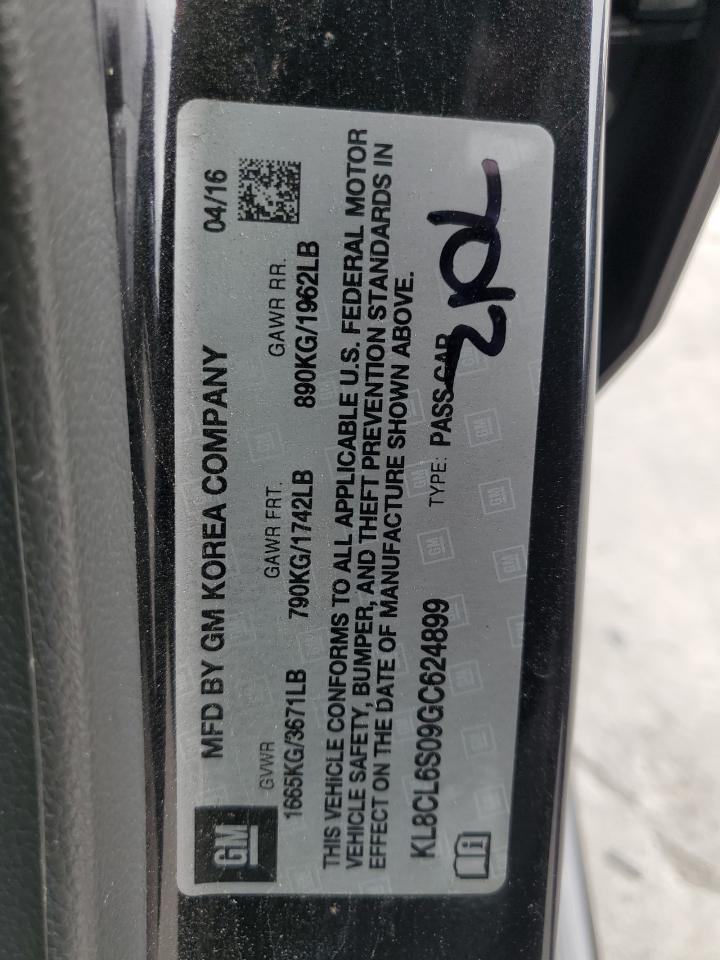 MFD BY GM KOREA COMPANY 04/16
GM
GVWR GAWR FRT. GAWR RR.
1665KG/3671LB 790KG/1742LB 890KG/1962LB
THIS VEHICLE CONFORMS TO ALL APPLICABLE U.S. FEDERAL MOTOR
VEHICLE SAFETY, BUMPER, AND THEFT PREVENTION STANDARDS IN
EFFECT ON THE DATE OF MANUFACTURE SHOWN ABOVE.
KL8CL6S09GC624899 TYPE: PASS CAR